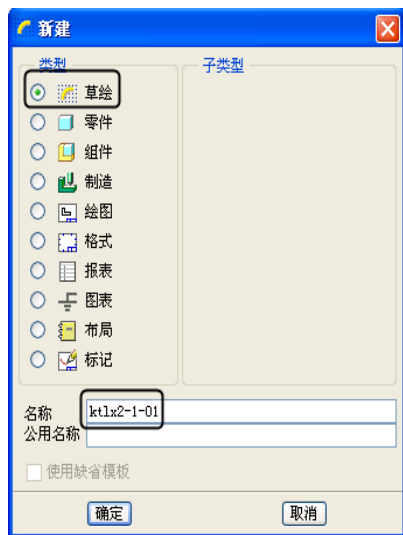 新建
类型
子类型
草绘
零件
组件
制造
绘图
格式
报表
图表
布局
标记
名称 ktlx2-1-01
公用名称
使用缺省模板
确定 取消